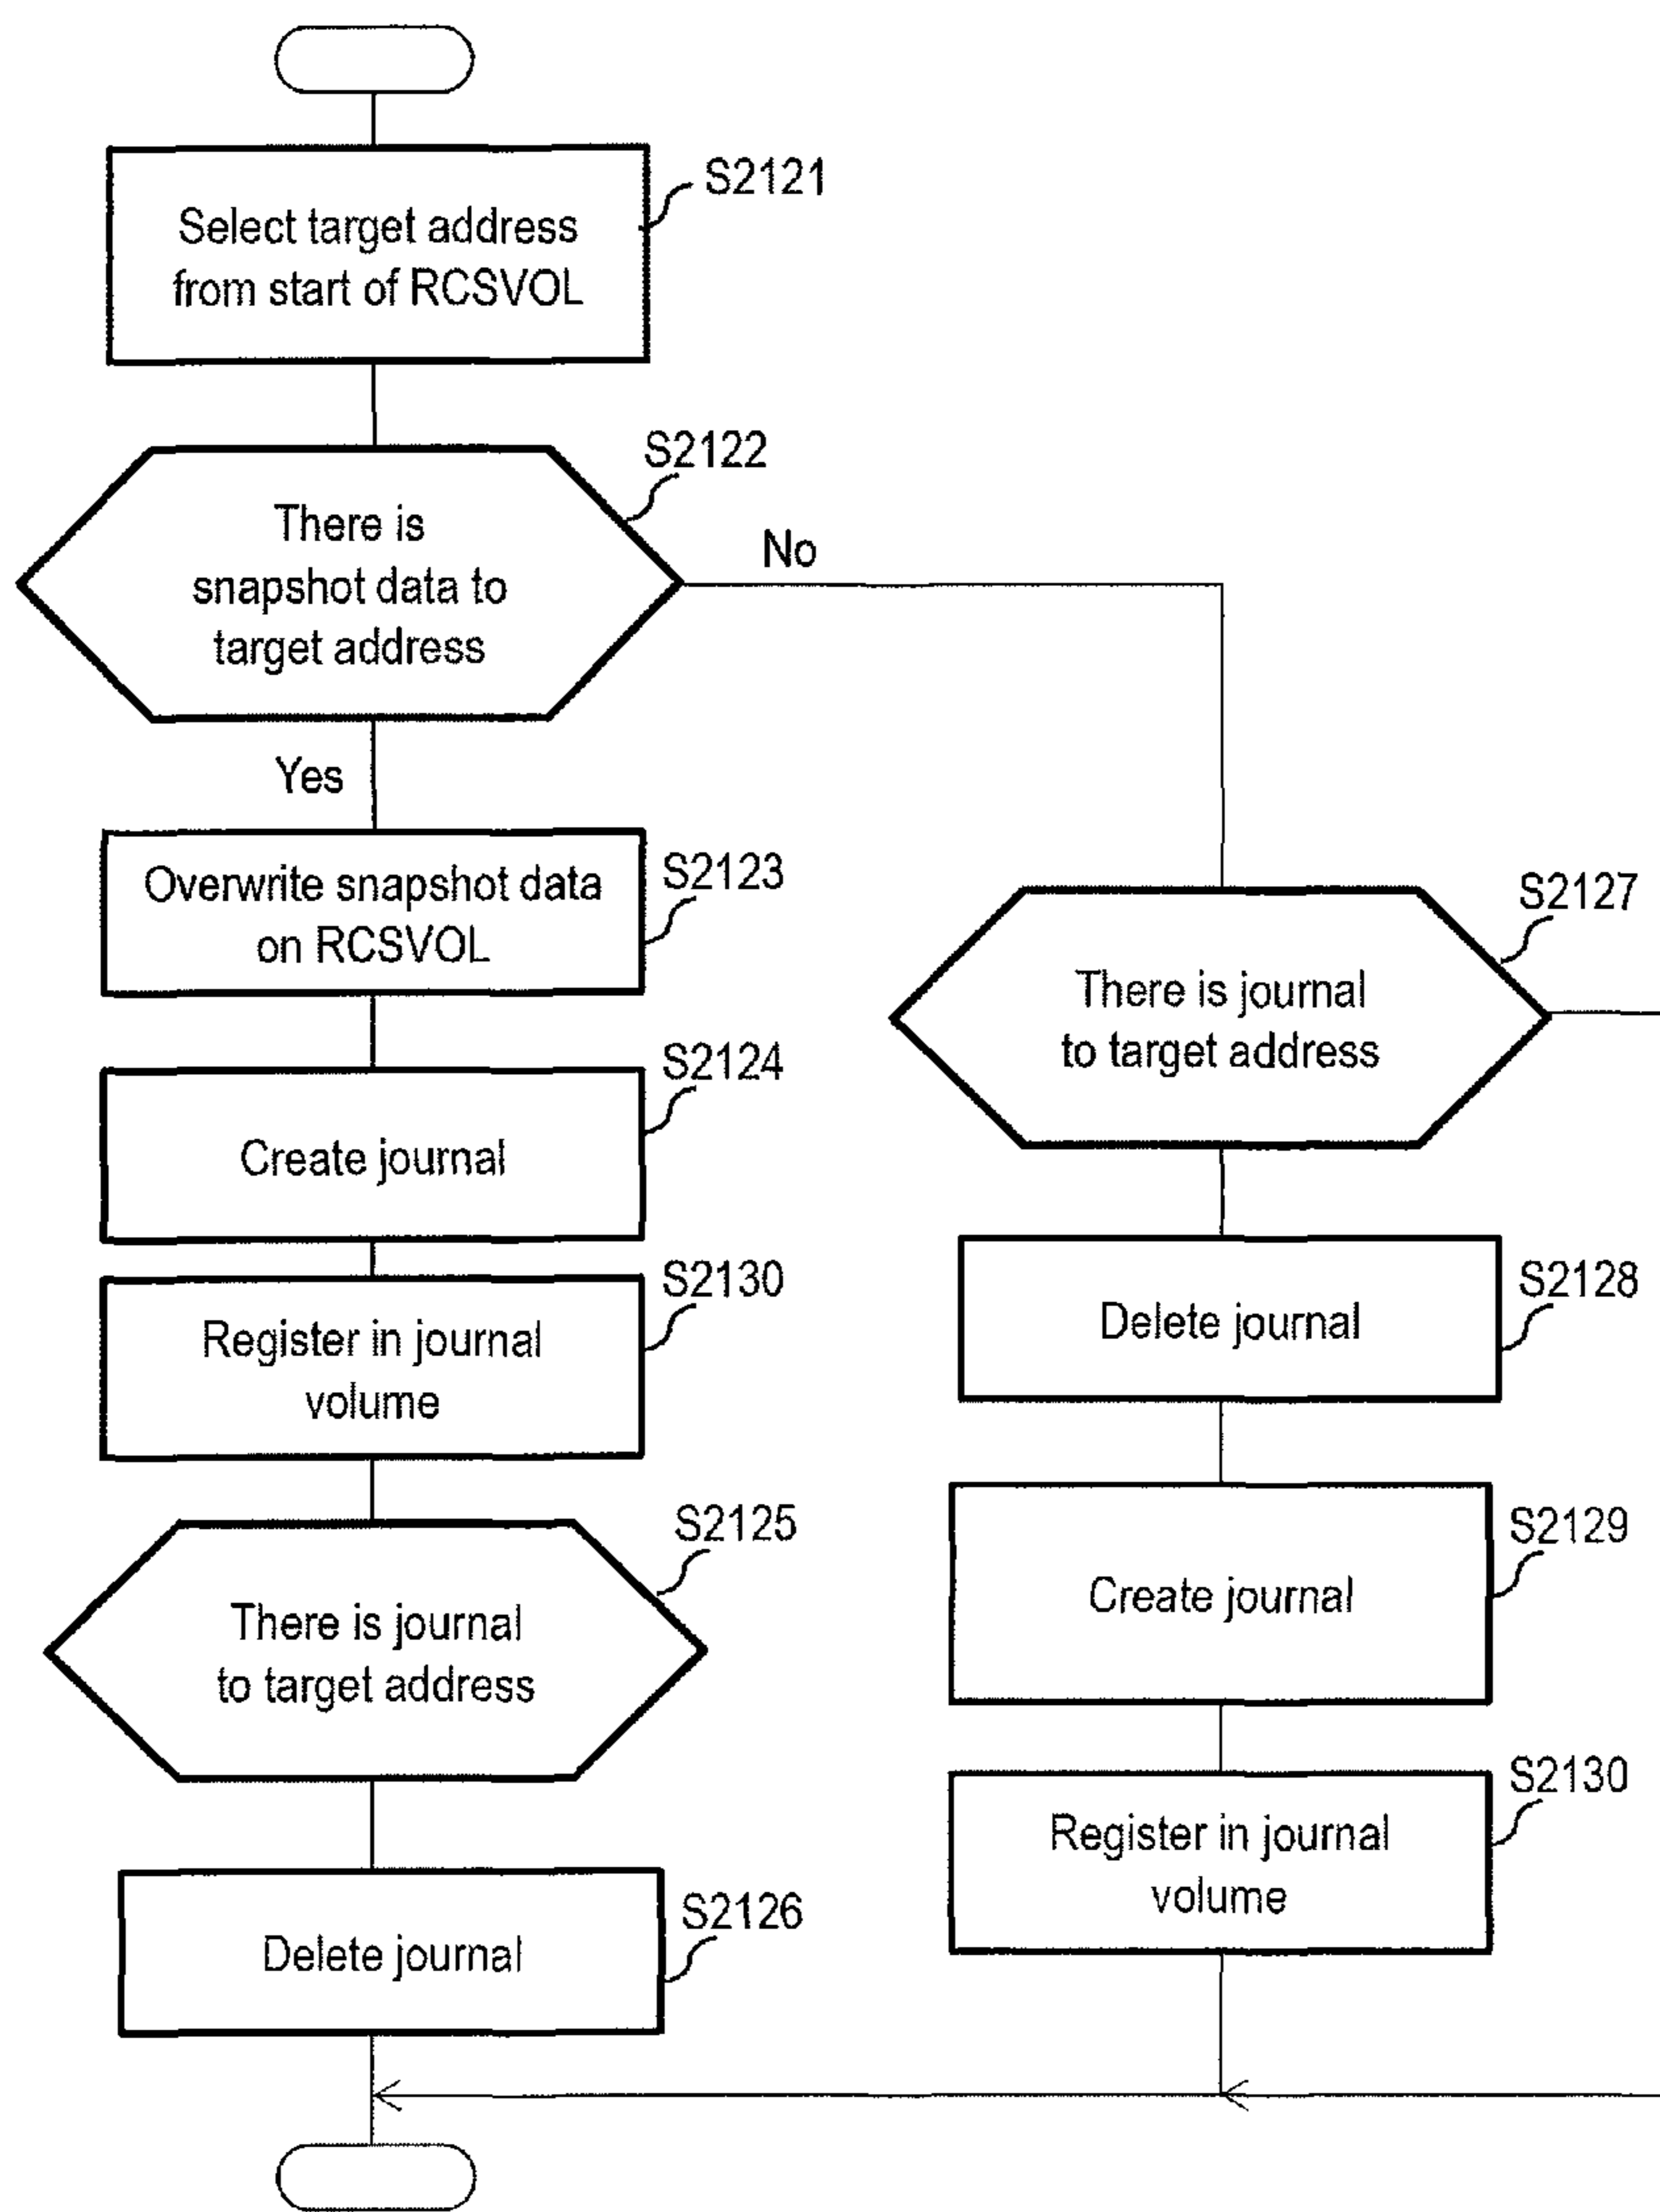 S2121
Select target address
from start of RCSVOL
S2122
There is
snapshot data to
target address
No
Yes
Overwrite snapshot data
on RCSVOL
S2123
S2124
Create journal
S2130
Register in journal
volume
S2125
There is journal
to target address
Delete journal
S2126
S2127
There is journal
to target address
S2128
Delete journal
S2129
Create journal
S2130
Register in journal
volume